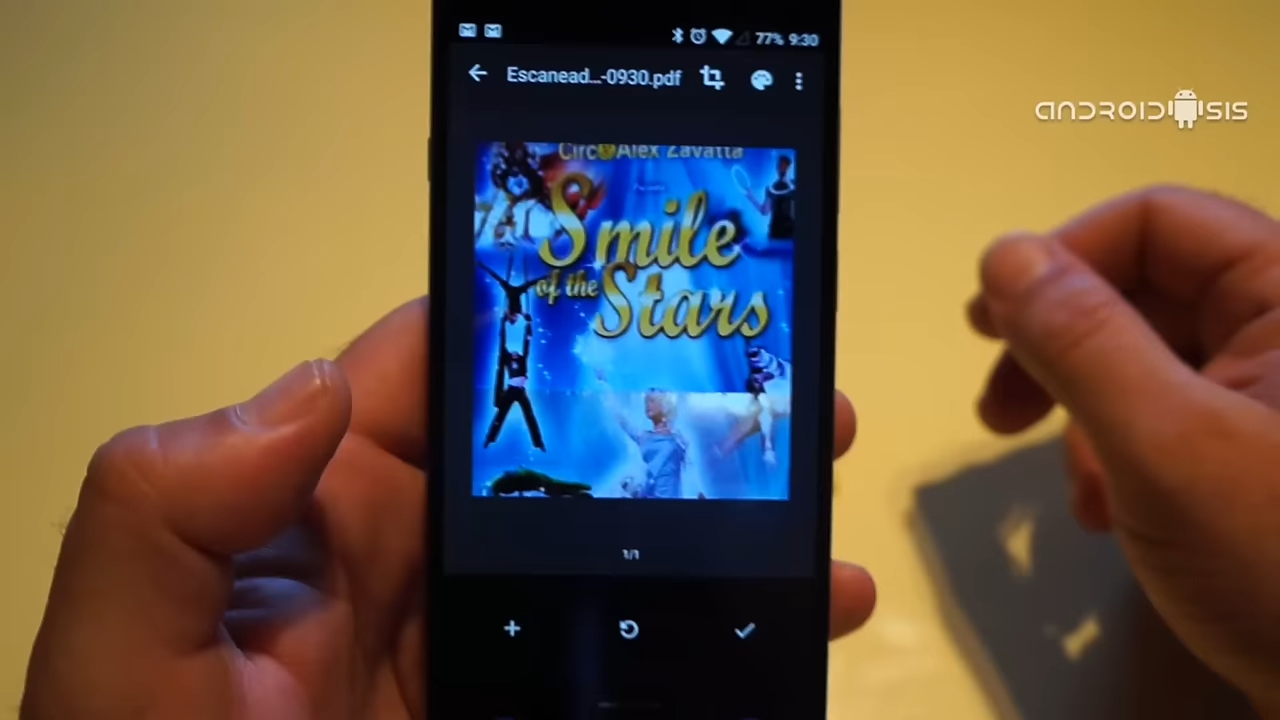 77% 9:30
Escanead...-0930.pdf
ANDROIDSIS
Circo Alex Zavatta
Smile
of the
Stars
1/1